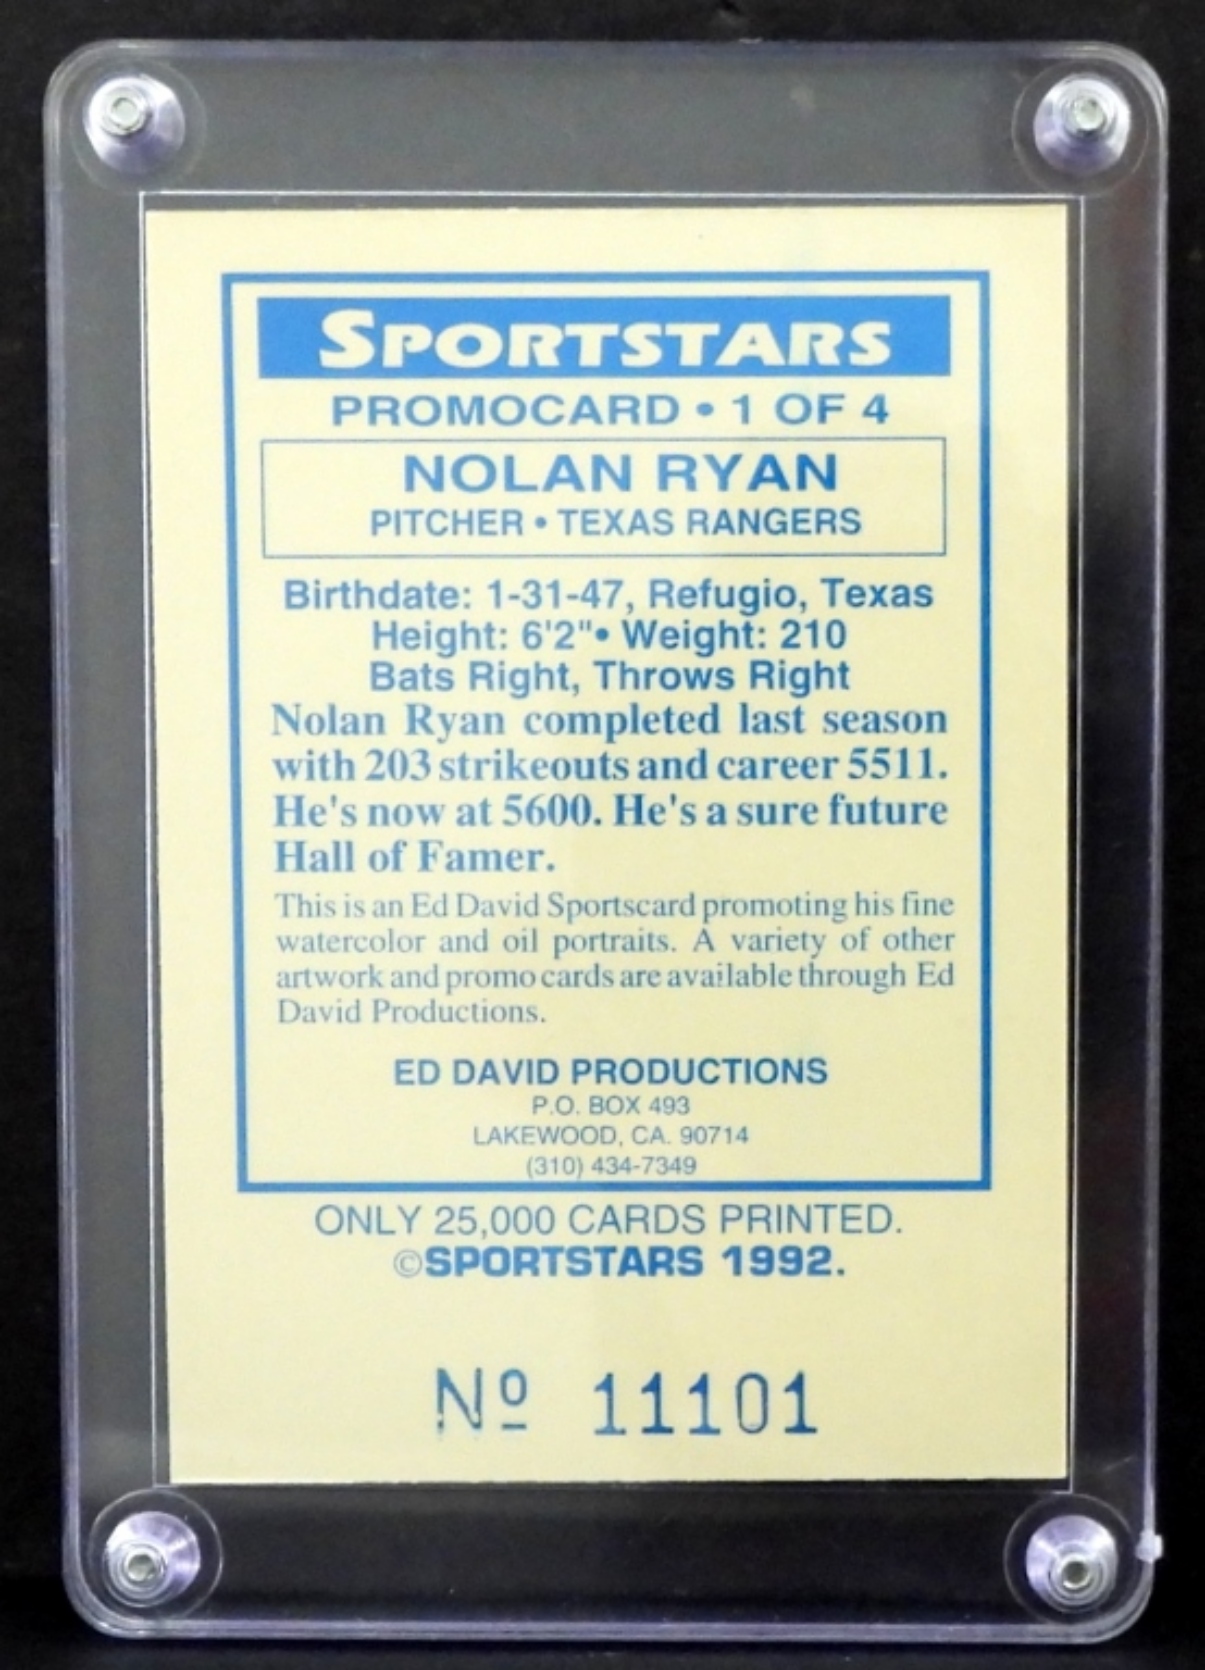 SPORTSTARS
PROMOCARD • 1 OF 4
NOLAN RYAN
PITCHER • TEXAS RANGERS
Birthdate: 1-31-47, Refugio, Texas
Height: 6'2"• Weight: 210
Bats Right, Throws Right
Nolan Ryan completed last season
with 203 strikeouts and career 5511.
He's now at 5600. He's a sure future
Hall of Famer.
This is an Ed David Sportscard promoting his fine
watercolor and oil portraits. A variety of other
artwork and promo cards are available through Ed
David Productions.
ED DAVID PRODUCTIONS
P.O. BOX 493
LAKEWOOD, CA. 90714
(310) 434-7349
ONLY 25,000 CARDS PRINTED.
©SPORTSTARS 1992.
Nº 11101